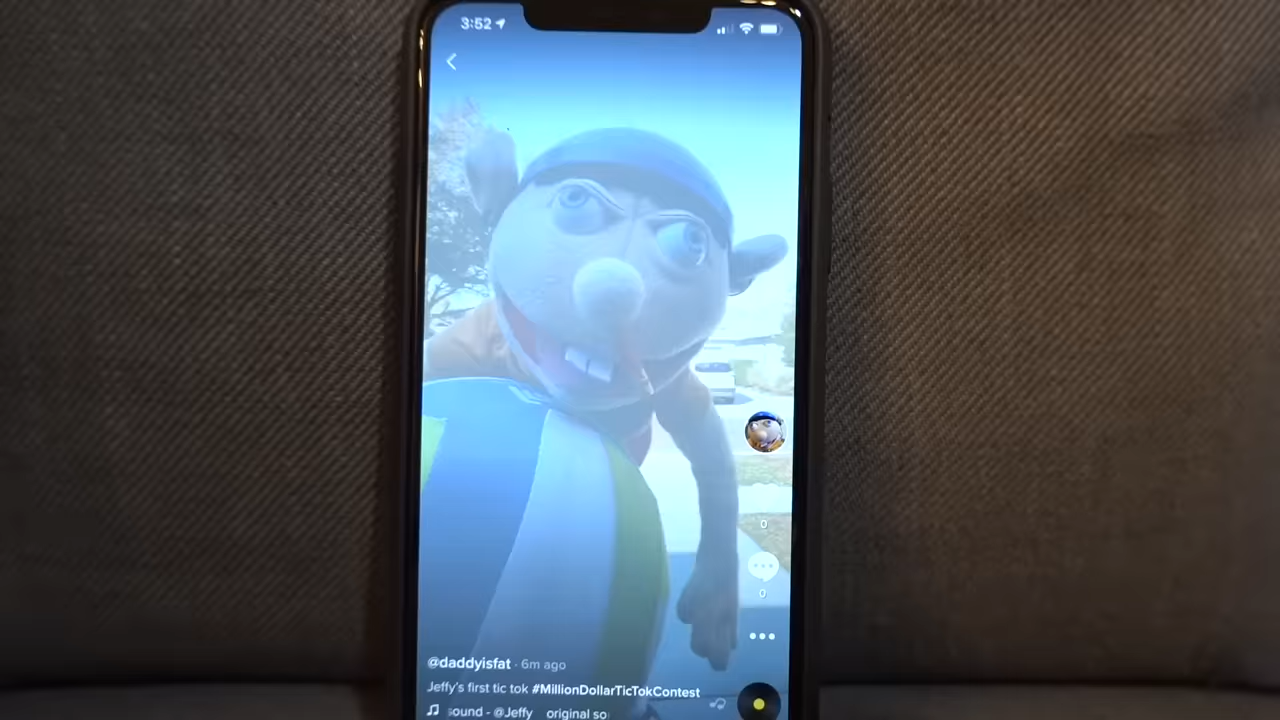 3:52
0
0
@daddyisfat · 6m ago
Jeffy's first tic tok #MillionDollarTicTokContest
sound - @Jeffy original so